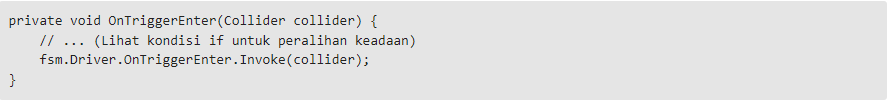 private void OnTriggerEnter(Collider collider) {
// ... (Lihat kondisi if untuk peralihan keadaan)
fsm.Driver.OnTriggerEnter.Invoke(collider);
}